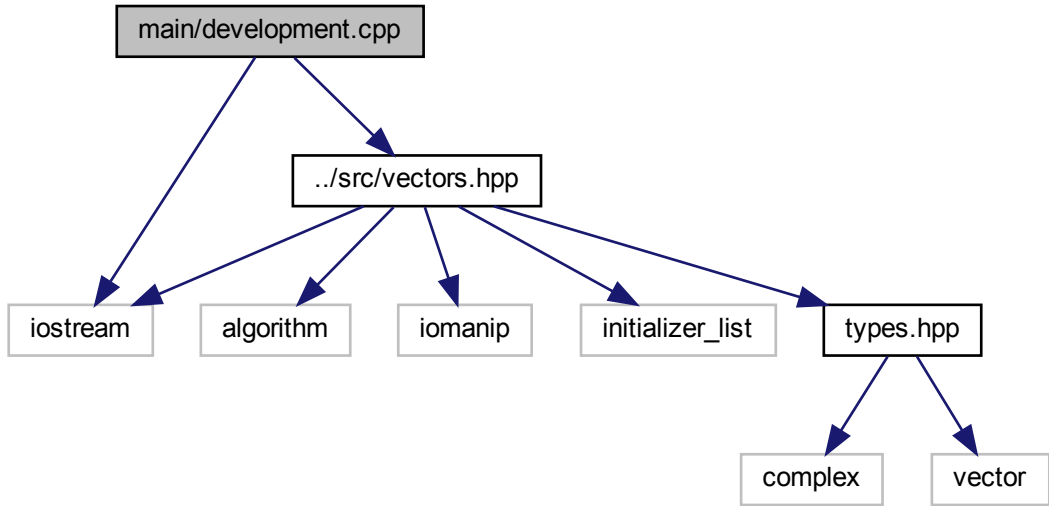 main/development.cpp
../src/vectors.hpp
iostream
algorithm
iomanip
initializer_list
types.hpp
complex
vector